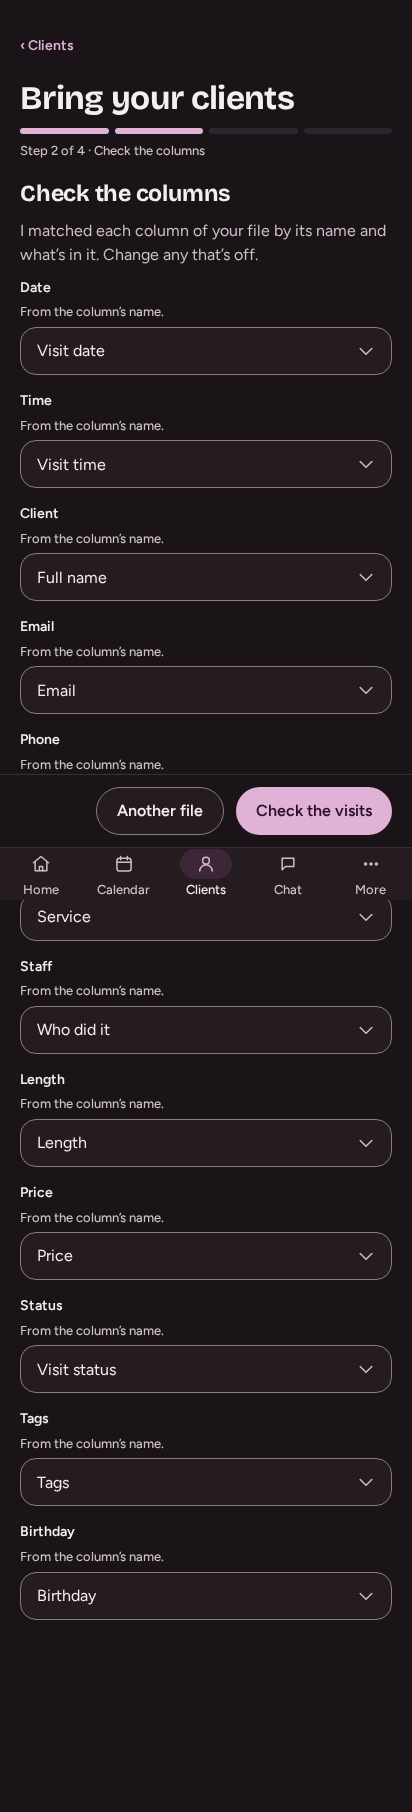 ‹ Clients
Bring your clients
Step 2 of 4 · Check the columns
Check the columns
I matched each column of your file by its name and
what’s in it. Change any that’s off.
Date
From the column’s name.
Visit date
Time
From the column’s name.
Visit time
Client
From the column’s name.
Full name
Email
From the column’s name.
Email
Phone
From the column’s name.
Another file
Check the visits
Home
Calendar
Clients
Chat
More
Service
Staff
From the column’s name.
Who did it
Length
From the column’s name.
Length
Price
From the column’s name.
Price
Status
From the column’s name.
Visit status
Tags
From the column’s name.
Tags
Birthday
From the column’s name.
Birthday